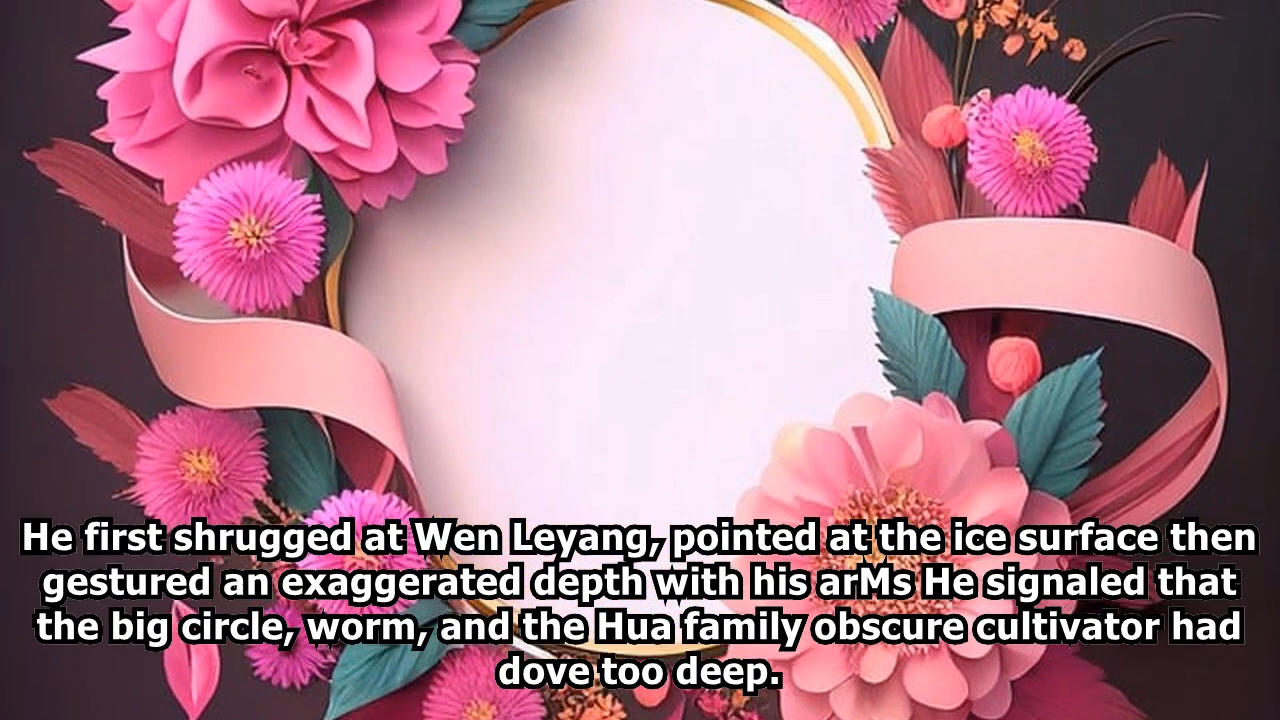 He first shrugged at Wen Leyang, pointed at the ice surface then
gestured an exaggerated depth with his arMs He signaled that
the big circle, worm, and the Hua family obscure cultivator had
dove too deep.